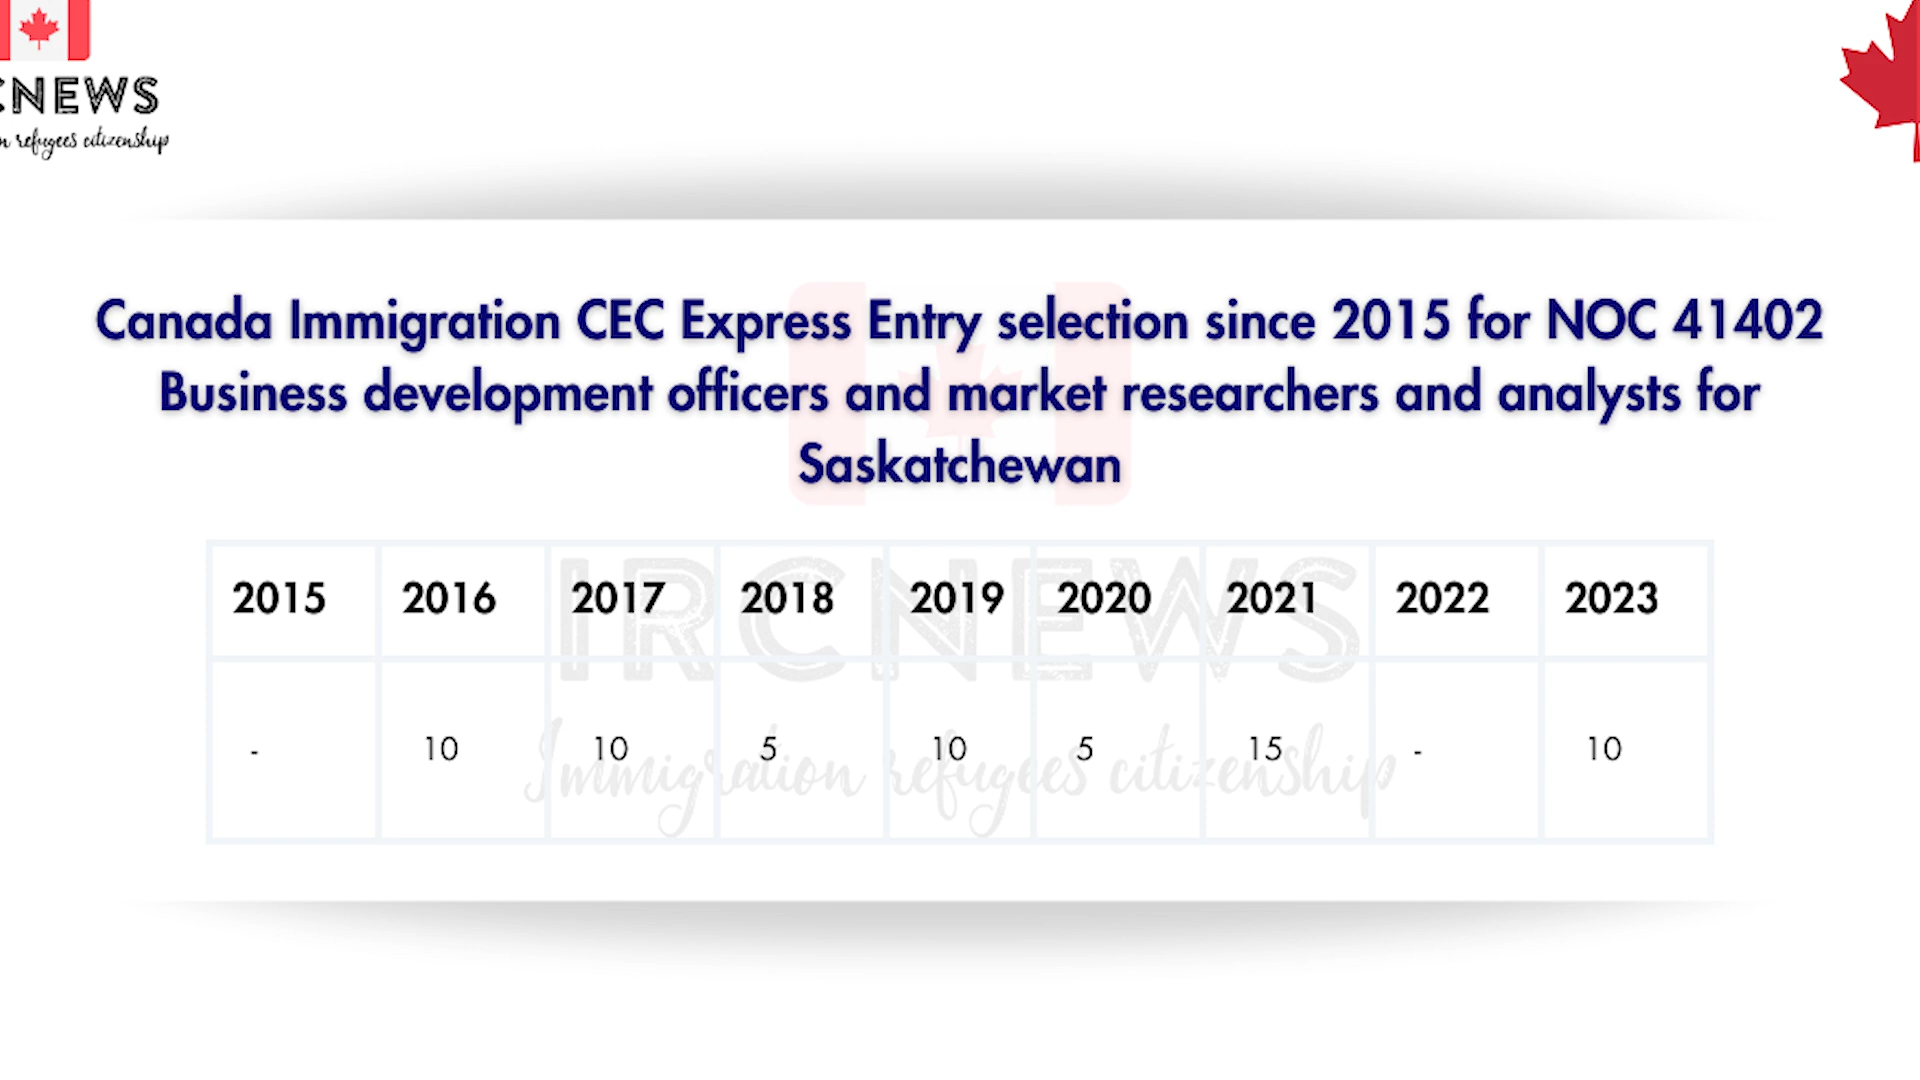 CNEWS
n refugees citizenship
Canada Immigration CEC Express Entry selection since 2015 for NOC 41402
Business development officers and market researchers and analysts for
Saskatchewan
IRCNEWS
Immigration refugees citizenship
2015 2016 2017 2018 2019 2020 2021 2022 2023
- 10 10 5 10 5 15 - 10